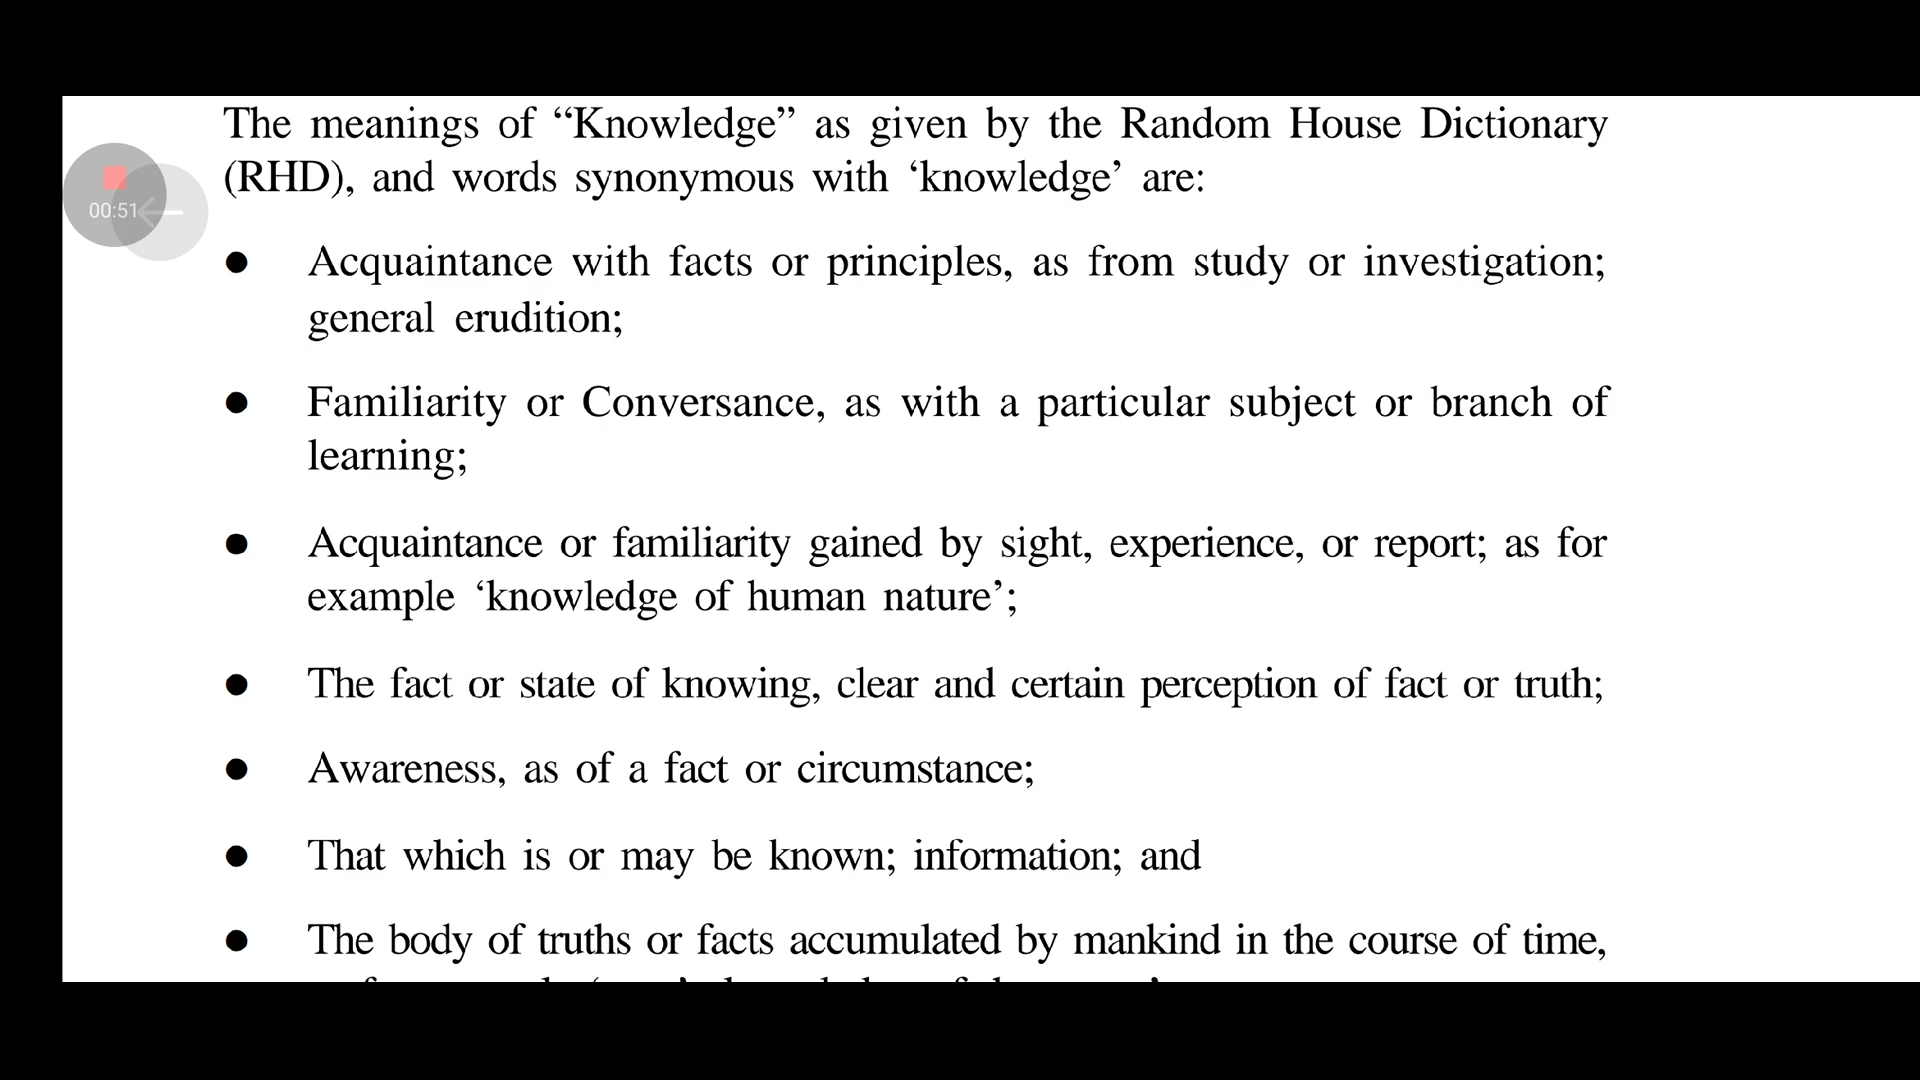 The meanings of “Knowledge” as given by the Random House Dictionary
(RHD), and words synonymous with ‘knowledge’ are:
00:51
● Acquaintance with facts or principles, as from study or investigation;
general erudition;
● Familiarity or Conversance, as with a particular subject or branch of
learning;
● Acquaintance or familiarity gained by sight, experience, or report; as for
example ‘knowledge of human nature’;
● The fact or state of knowing, clear and certain perception of fact or truth;
● Awareness, as of a fact or circumstance;
● That which is or may be known; information; and
● The body of truths or facts accumulated by mankind in the course of time,